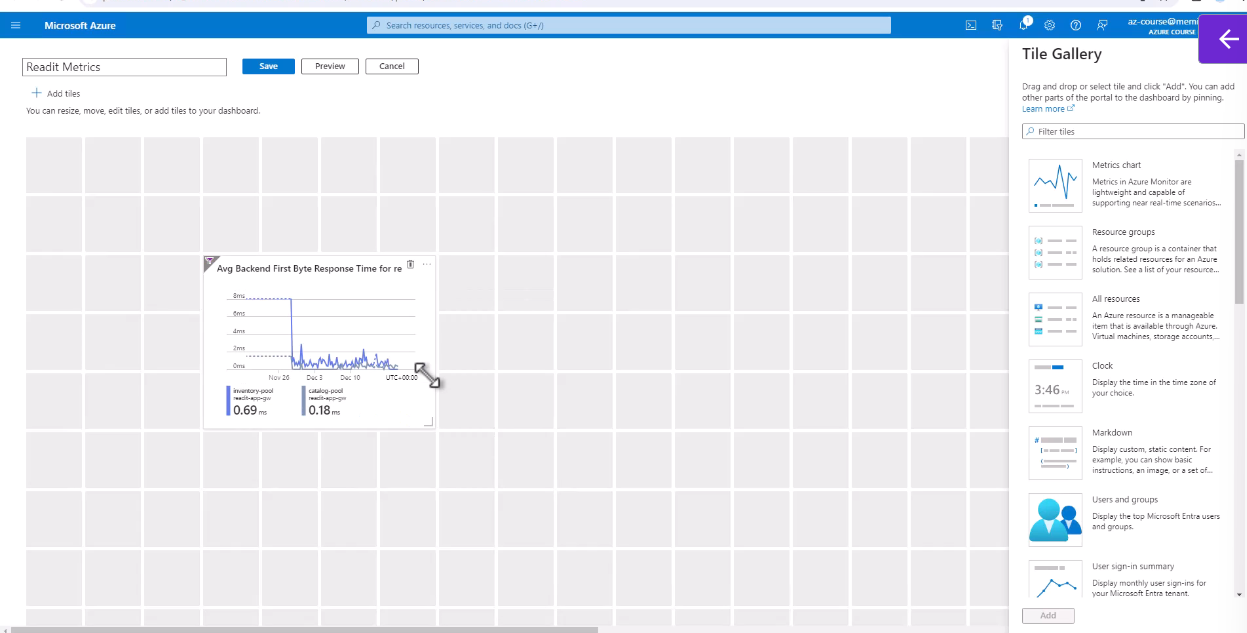 Microsoft Azure
Search resources, services, and docs (G+/)
1
az-course@mem
AZURE COURSE
Readit Metrics
Save
Preview
Cancel
Add tiles
You can resize, move, edit tiles, or add tiles to your dashboard.
Avg Backend First Byte Response Time for re
8ms
6ms
4ms
2ms
0ms
Nov 26
Dec 3
Dec 10
UTC+00:00
inventory-pool
readit-app-gw
0.69 ms
catalog-pool
readit-app-gw
0.18 ms
Tile Gallery
Drag and drop or select tile and click "Add". You can add
other parts of the portal to the dashboard by pinning.
Learn more
Filter tiles
Metrics chart
Metrics in Azure Monitor are
lightweight and capable of
supporting near real-time scenarios...
Resource groups
A resource group is a container that
holds related resources for an Azure
solution. See a list of your resource...
All resources
An Azure resource is a manageable
item that is available through Azure.
Virtual machines, storage accounts,...
3:46 PM
Clock
Display the time in the time zone of
your choice.
Markdown
Display custom, static content. For
example, you can show basic
instructions, an image, or a set of...
Users and groups
Display the top Microsoft Entra users
and groups.
User sign-in summary
Display monthly user sign-ins for
your Microsoft Entra tenant.
Add